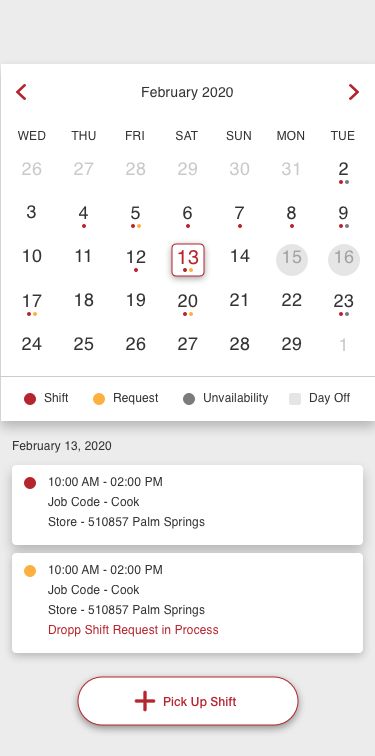 February 2020
WED THU FRI SAT SUN MON TUE
26 27 28 29 30 31 2
3 4 5 6 7 8 9
10 11 12 13 14 15 16
17 18 19 20 21 22 23
24 25 26 27 28 29 1
Shift Request Unvailability Day Off
February 13, 2020
10:00 AM - 02:00 PM
Job Code - Cook
Store - 510857 Palm Springs
10:00 AM - 02:00 PM
Job Code - Cook
Store - 510857 Palm Springs
Dropp Shift Request in Process
Pick Up Shift